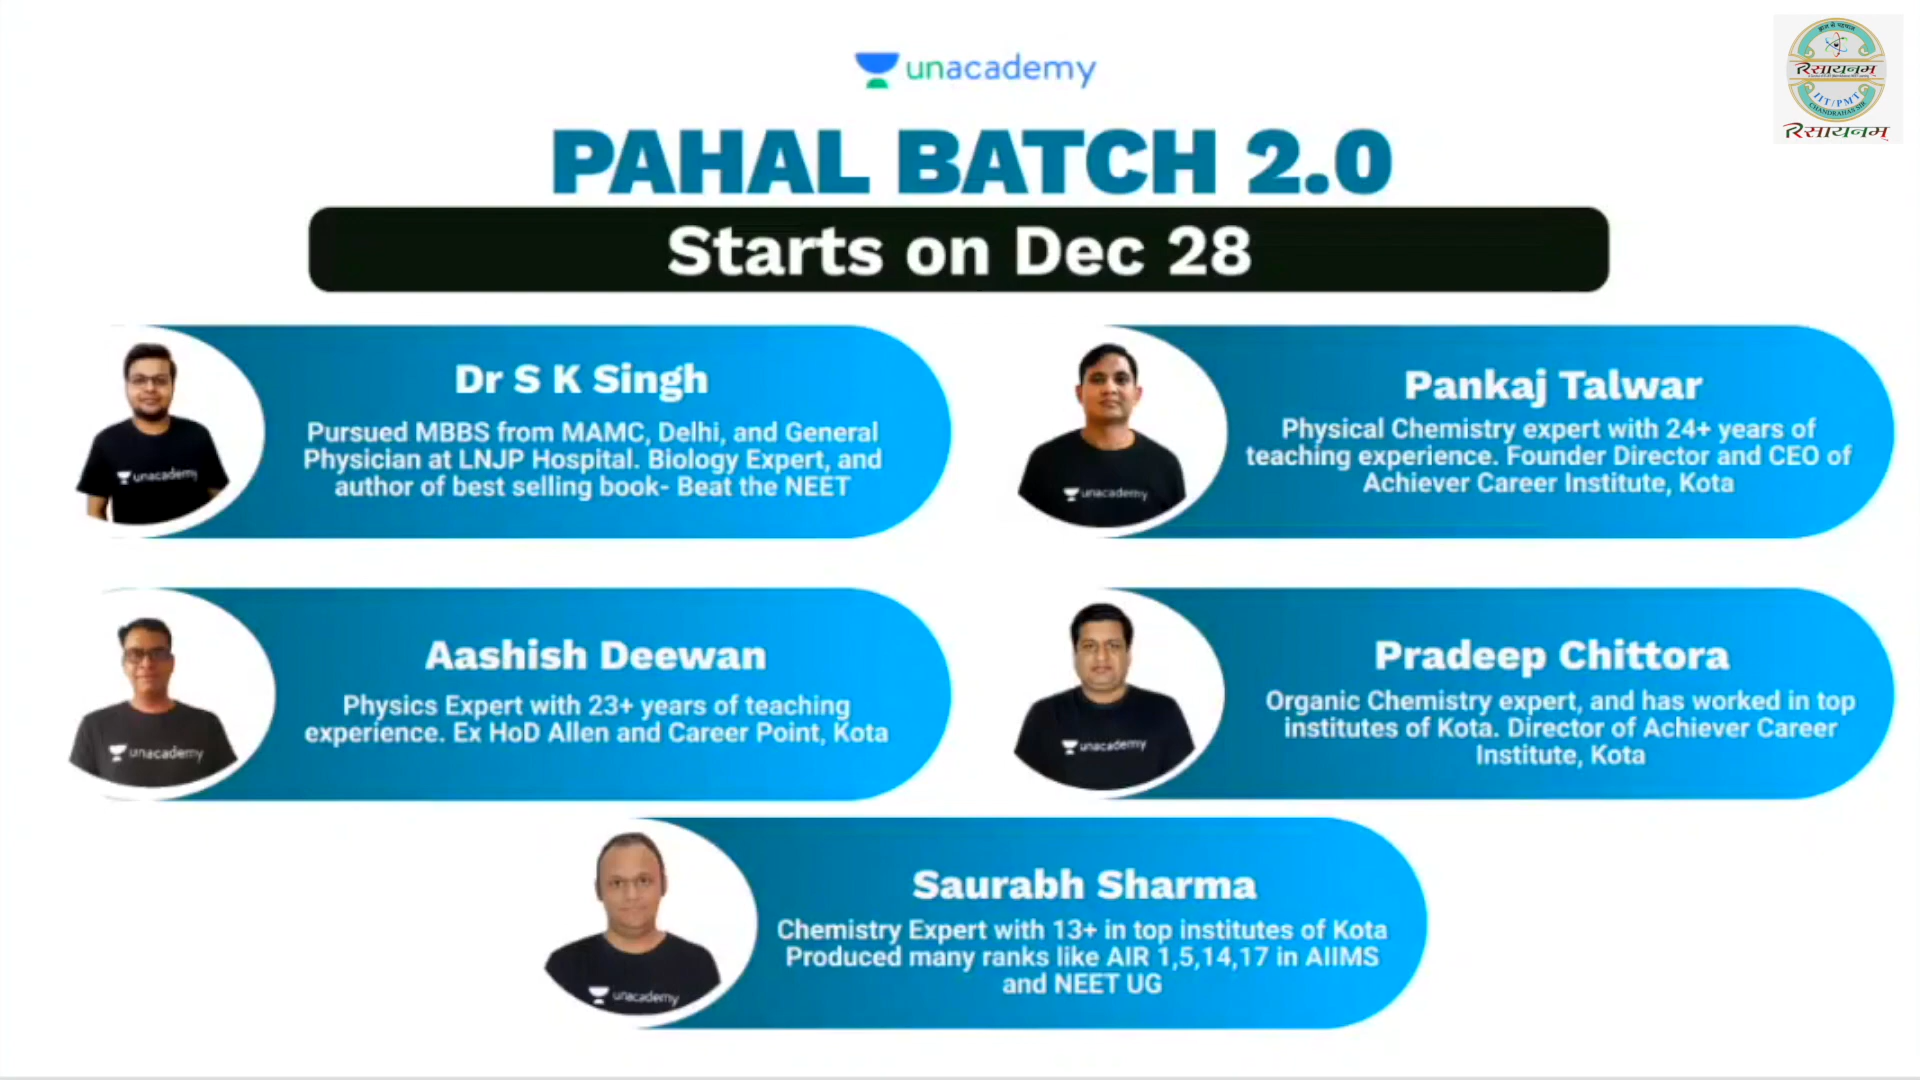 unacademy
ज्ञान में पहचान
रसायनम्
IIT/PMT
CHANDRAHAS SIR
रसायनम्
PAHAL BATCH 2.0
Starts on Dec 28
Dr S K Singh
Pursued MBBS from MAMC, Delhi, and General
Physician at LNJP Hospital. Biology Expert, and
author of best selling book- Beat the NEET
unacademy
Pankaj Talwar
Physical Chemistry expert with 24+ years of
teaching experience. Founder Director and CEO of
Achiever Career Institute, Kota
unacademy
Aashish Deewan
Physics Expert with 23+ years of teaching
experience. Ex HoD Allen and Career Point, Kota
unacademy
Pradeep Chittora
Organic Chemistry expert, and has worked in top
institutes of Kota. Director of Achiever Career
Institute, Kota
unacademy
Saurabh Sharma
Chemistry Expert with 13+ in top institutes of Kota
Produced many ranks like AIR 1,5,14,17 in AIIMS
and NEET UG
unacademy